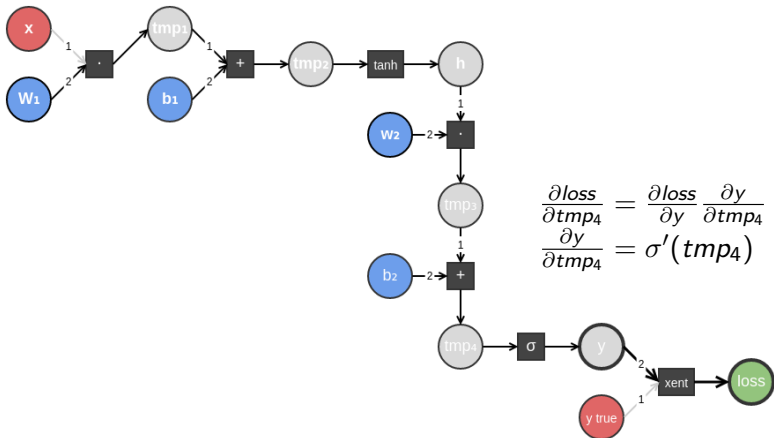 x
1
·
2
W₁
tmp₁
1
+
2
b₁
tmp₂
tanh
h
1
w₂
2
·
tmp₃
1
b₂
2
+
tmp₄
σ
y
2
xent
loss
1
y true
∂loss/∂tmp₄ = ∂loss/∂y ∂y/∂tmp₄
∂y/∂tmp₄ = σ′(tmp₄)